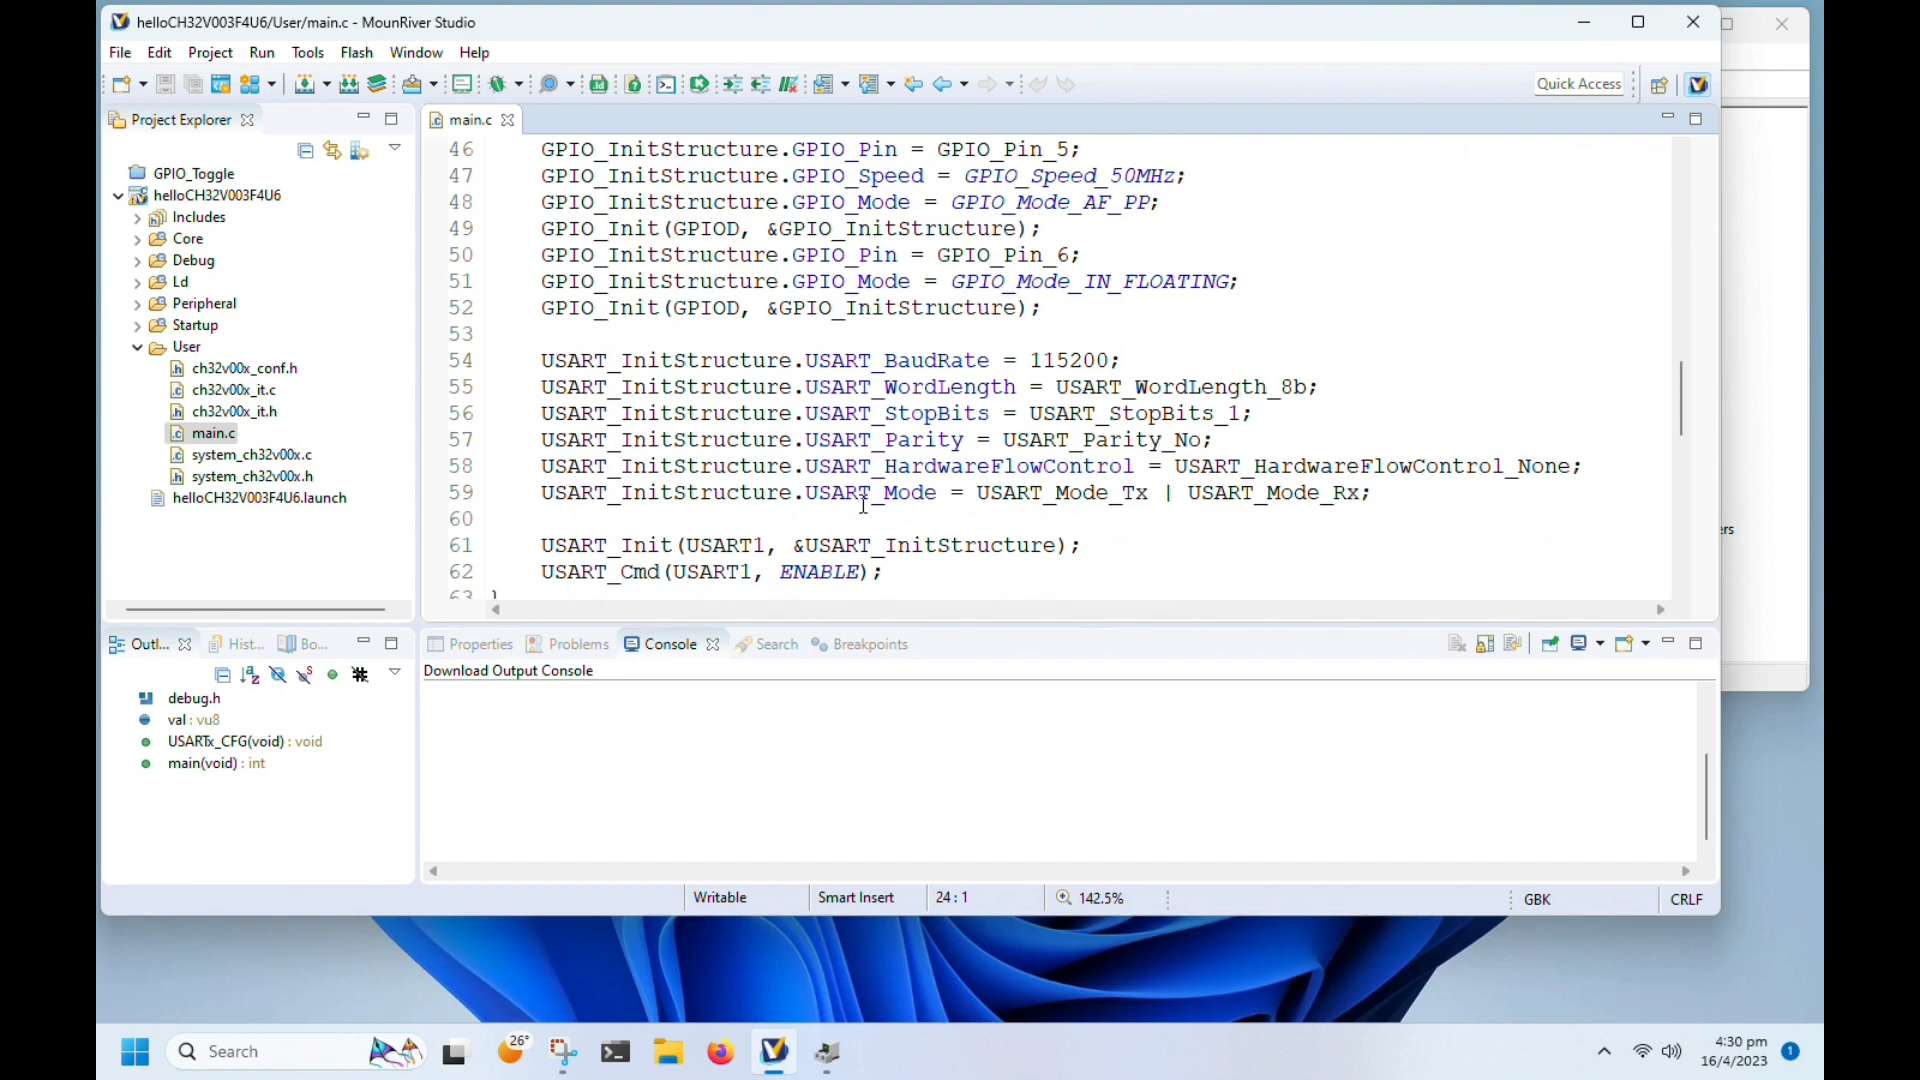 helloCH32V003F4U6/User/main.c - MounRiver Studio
File Edit Project Run Tools Flash Window Help
Quick Access
Project Explorer
main.c
GPIO_Toggle
helloCH32V003F4U6
Includes
Core
Debug
Ld
Peripheral
Startup
User
ch32v00x_conf.h
ch32v00x_it.c
ch32v00x_it.h
main.c
system_ch32v00x.c
system_ch32v00x.h
helloCH32V003F4U6.launch
46 GPIO_InitStructure.GPIO_Pin = GPIO_Pin_5;
47 GPIO_InitStructure.GPIO_Speed = GPIO_Speed_50MHz;
48 GPIO_InitStructure.GPIO_Mode = GPIO_Mode_AF_PP;
49 GPIO_Init(GPIOD, &GPIO_InitStructure);
50 GPIO_InitStructure.GPIO_Pin = GPIO_Pin_6;
51 GPIO_InitStructure.GPIO_Mode = GPIO_Mode_IN_FLOATING;
52 GPIO_Init(GPIOD, &GPIO_InitStructure);
53
54 USART_InitStructure.USART_BaudRate = 115200;
55 USART_InitStructure.USART_WordLength = USART_WordLength_8b;
56 USART_InitStructure.USART_StopBits = USART_StopBits_1;
57 USART_InitStructure.USART_Parity = USART_Parity_No;
58 USART_InitStructure.USART_HardwareFlowControl = USART_HardwareFlowControl_None;
59 USART_InitStructure.USART_Mode = USART_Mode_Tx | USART_Mode_Rx;
60
61 USART_Init(USART1, &USART_InitStructure);
62 USART_Cmd(USART1, ENABLE);
63 }
ers
Outl... Hist... Bo...
debug.h
val : vu8
USARTx_CFG(void) : void
main(void) : int
Properties Problems Console Search Breakpoints
Download Output Console
Writable Smart Insert 24 : 1 142.5% GBK CRLF
Search
26°
4:30 pm
16/4/2023
1